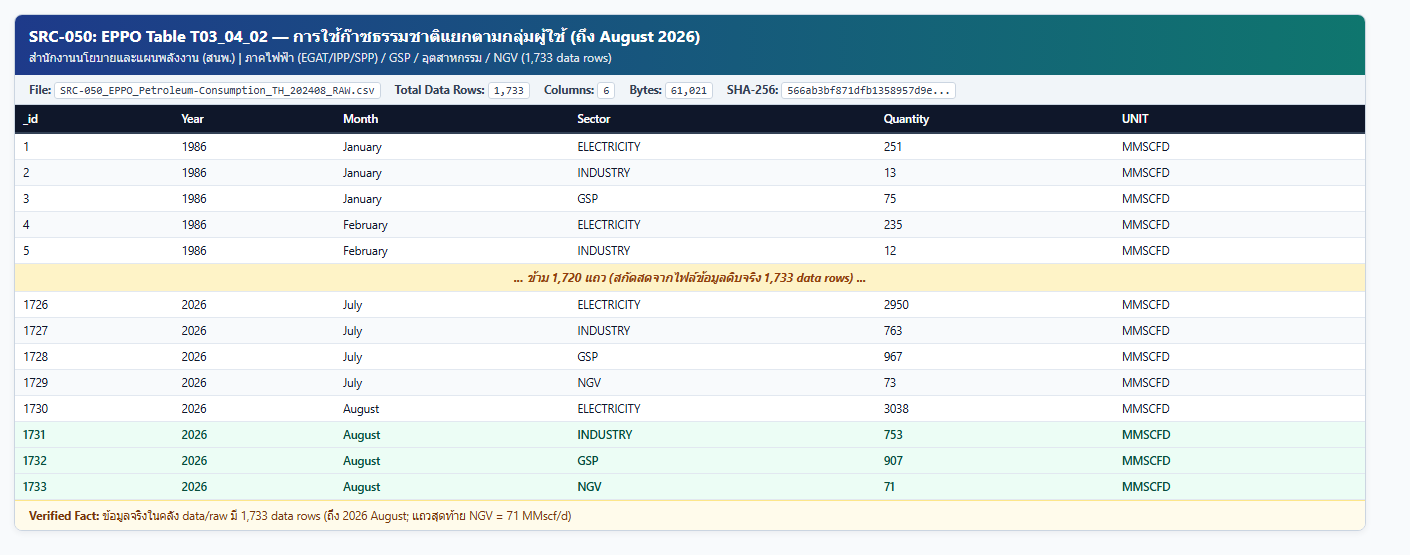 SRC-050: EPPO Table T03_04_02 — การใช้ก๊าซธรรมชาติแยกตามกลุ่มผู้ใช้ (ถึง August 2026)
สำนักงานนโยบายและแผนพลังงาน (สนพ.) | ภาคไฟฟ้า (EGAT/IPP/SPP) / GSP / อุตสาหกรรม / NGV (1,733 data rows)
File: SRC-050_EPPO_Petroleum-Consumption_TH_202408_RAW.csv Total Data Rows: 1,733 Columns: 6 Bytes: 61,021 SHA-256: 566ab3bf871dfb1358957d9e...
_id Year Month Sector Quantity UNIT
1 1986 January ELECTRICITY 251 MMSCFD
2 1986 January INDUSTRY 13 MMSCFD
3 1986 January GSP 75 MMSCFD
4 1986 February ELECTRICITY 235 MMSCFD
5 1986 February INDUSTRY 12 MMSCFD
... ข้าม 1,720 แถว (สกัดสดจากไฟล์ข้อมูลดิบจริง 1,733 data rows) ...
1726 2026 July ELECTRICITY 2950 MMSCFD
1727 2026 July INDUSTRY 763 MMSCFD
1728 2026 July GSP 967 MMSCFD
1729 2026 July NGV 73 MMSCFD
1730 2026 August ELECTRICITY 3038 MMSCFD
1731 2026 August INDUSTRY 753 MMSCFD
1732 2026 August GSP 907 MMSCFD
1733 2026 August NGV 71 MMSCFD
Verified Fact: ข้อมูลจริงในคลัง data/raw มี 1,733 data rows (ถึง 2026 August; แถวสุดท้าย NGV = 71 MMscf/d)